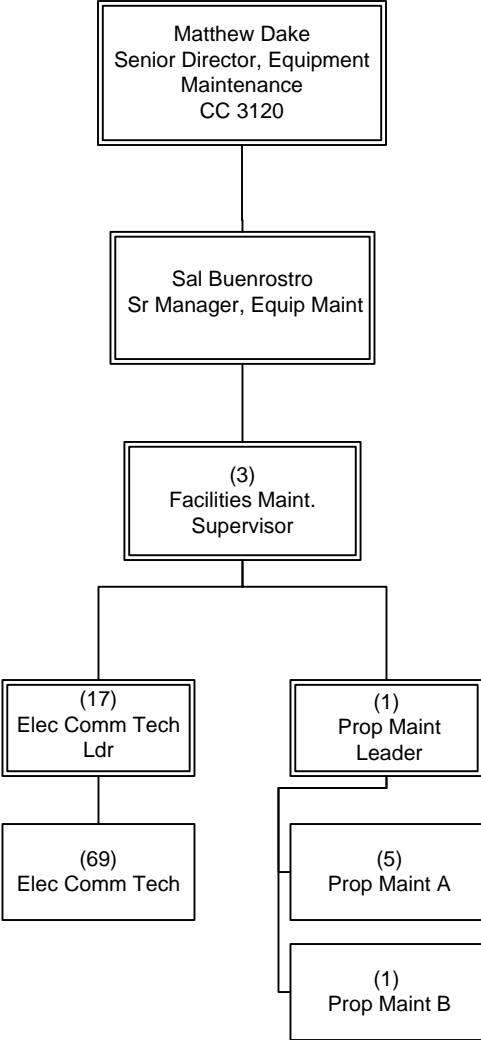 Matthew Dake
Senior Director, Equipment
Maintenance
CC 3120
Sal Buenrostro
Sr Manager, Equip Maint
(3)
Facilities Maint.
Supervisor
(17)
Elec Comm Tech
Ldr
(1)
Prop Maint
Leader
(69)
Elec Comm Tech
(5)
Prop Maint A
(1)
Prop Maint B